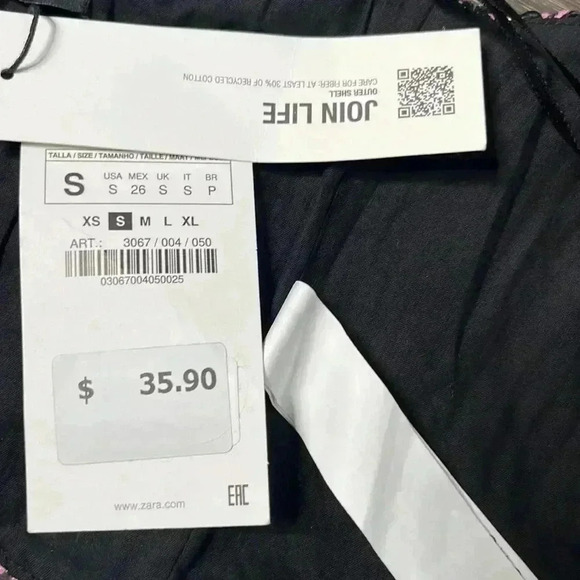 JOIN LIFE
OUTER SHELL
CARE FOR FIBER: AT LEAST 30% OF RECYCLED COTTON
TALLA / SIZE / TAMANHO / TAILLE /
S
USA MEX UK IT BR
S 26 S S P
XS S M L XL
ART.: 3067 / 004 / 050
03067004050025
$ 35.90
www.zara.com
EAC